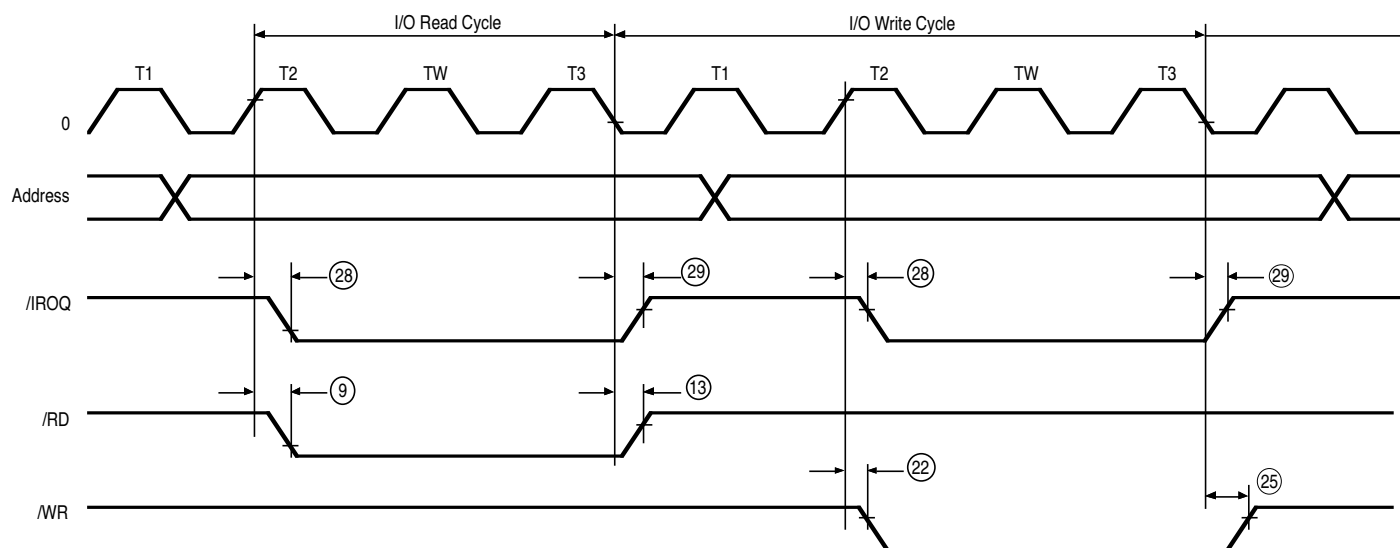 I/O Read Cycle
I/O Write Cycle
T1
T2
TW
T3
T1
T2
TW
T3
0
Address
28
29
28
29
/IROQ
9
13
/RD
22
25
/WR